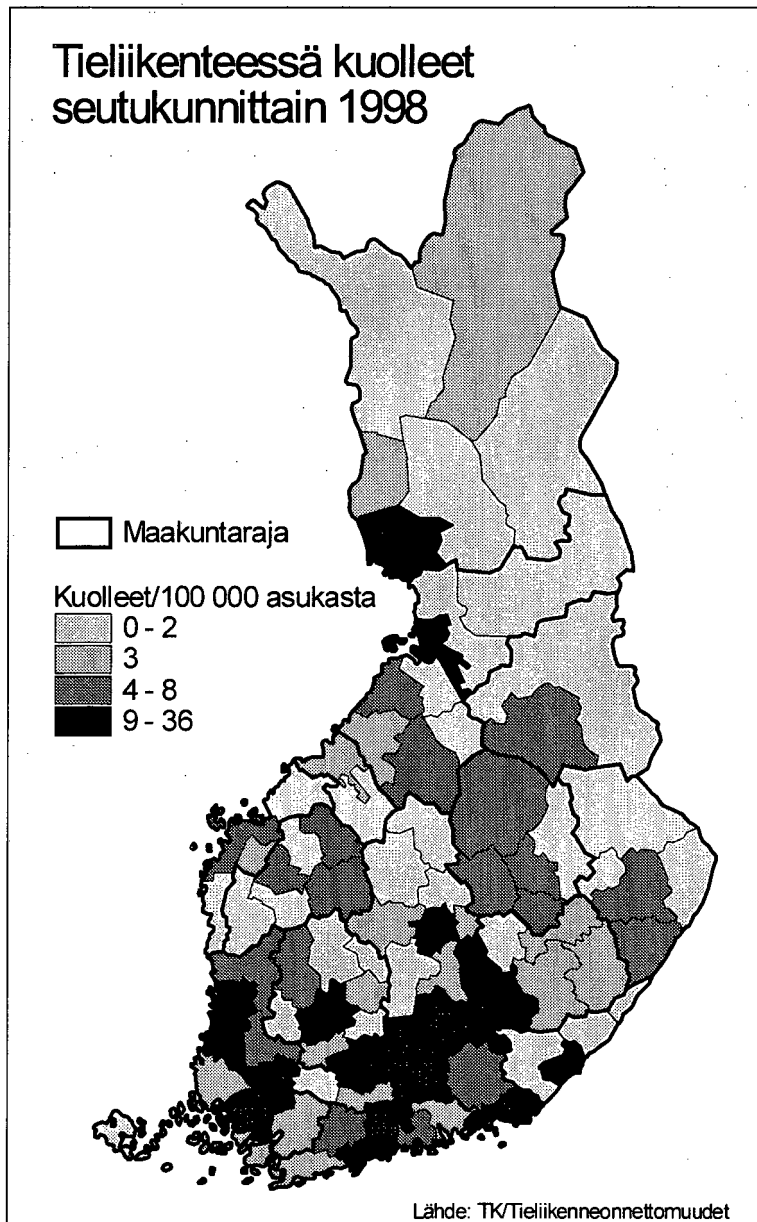 Tieliikenteessä kuolleet
seutukunnittain 1998
Maakuntaraja
Kuolleet/100 000 asukasta
0 - 2
3
4 - 8
9 - 36
Lähde: TK/Tieliikenneonnettomuudet